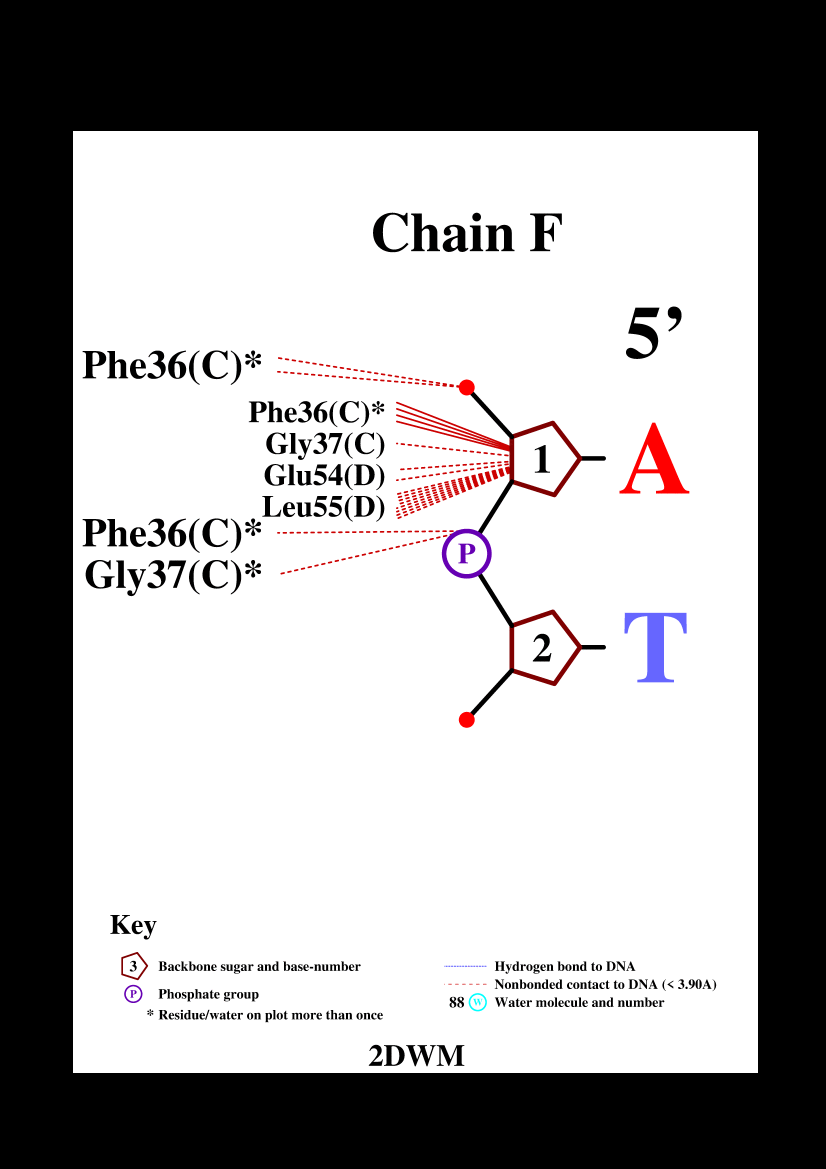 Chain F
5’
Phe36(C)*
Phe36(C)*
Gly37(C)
1
A
Glu54(D)
Leu55(D)
Phe36(C)*
P
Gly37(C)*
2
T
Key
3 Backbone sugar and base-number
P Phosphate group
* Residue/water on plot more than once
Hydrogen bond to DNA
Nonbonded contact to DNA (< 3.90A)
88 W Water molecule and number
2DWM